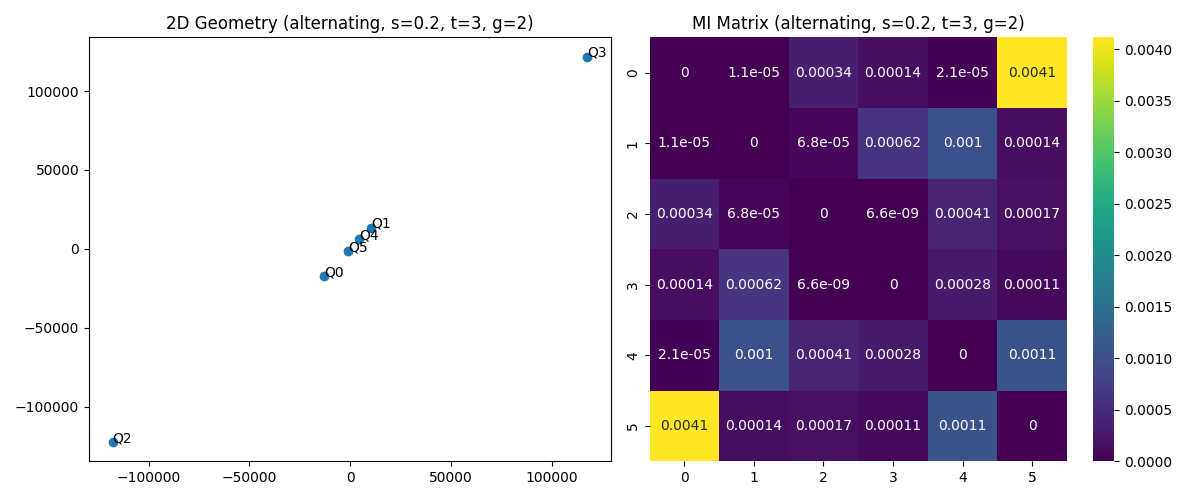 2D Geometry (alternating, s=0.2, t=3, g=2)
100000
50000
0
−50000
−100000
−100000 −50000 0 50000 100000
Q3
Q1
Q4
Q5
Q0
Q2
MI Matrix (alternating, s=0.2, t=3, g=2)
0 0 1.1e-05 0.00034 0.00014 2.1e-05 0.0041
1 1.1e-05 0 6.8e-05 0.00062 0.001 0.00014
2 0.00034 6.8e-05 0 6.6e-09 0.00041 0.00017
3 0.00014 0.00062 6.6e-09 0 0.00028 0.00011
4 2.1e-05 0.001 0.00041 0.00028 0 0.0011
5 0.0041 0.00014 0.00017 0.00011 0.0011 0
0 1 2 3 4 5
0.0040
0.0035
0.0030
0.0025
0.0020
0.0015
0.0010
0.0005
0.0000